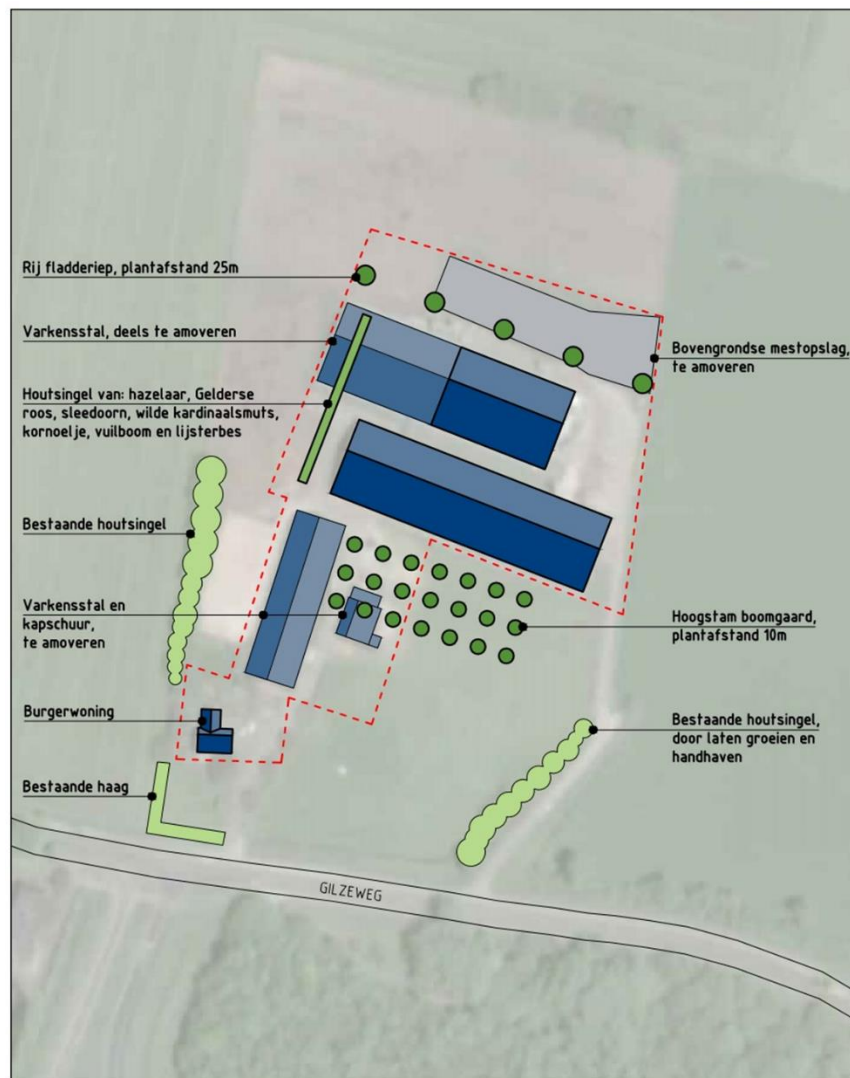 Rij fladderiep, plantafstand 25m
Varkensstal, deels te amoveren
Houtsingel van: hazelaar, Gelderse
roos, sleedoorn, wilde kardinaalsmuts,
kornoelje, vuilboom en lijsterbes
Bestaande houtsingel
Varkensstal en
kapschuur,
te amoveren
Burgerwoning
Bestaande haag
Bovengrondse mestopslag,
te amoveren
Hoogstam boomgaard,
plantafstand 10m
Bestaande houtsingel,
door laten groeien en
handhaven
GILZEWEG